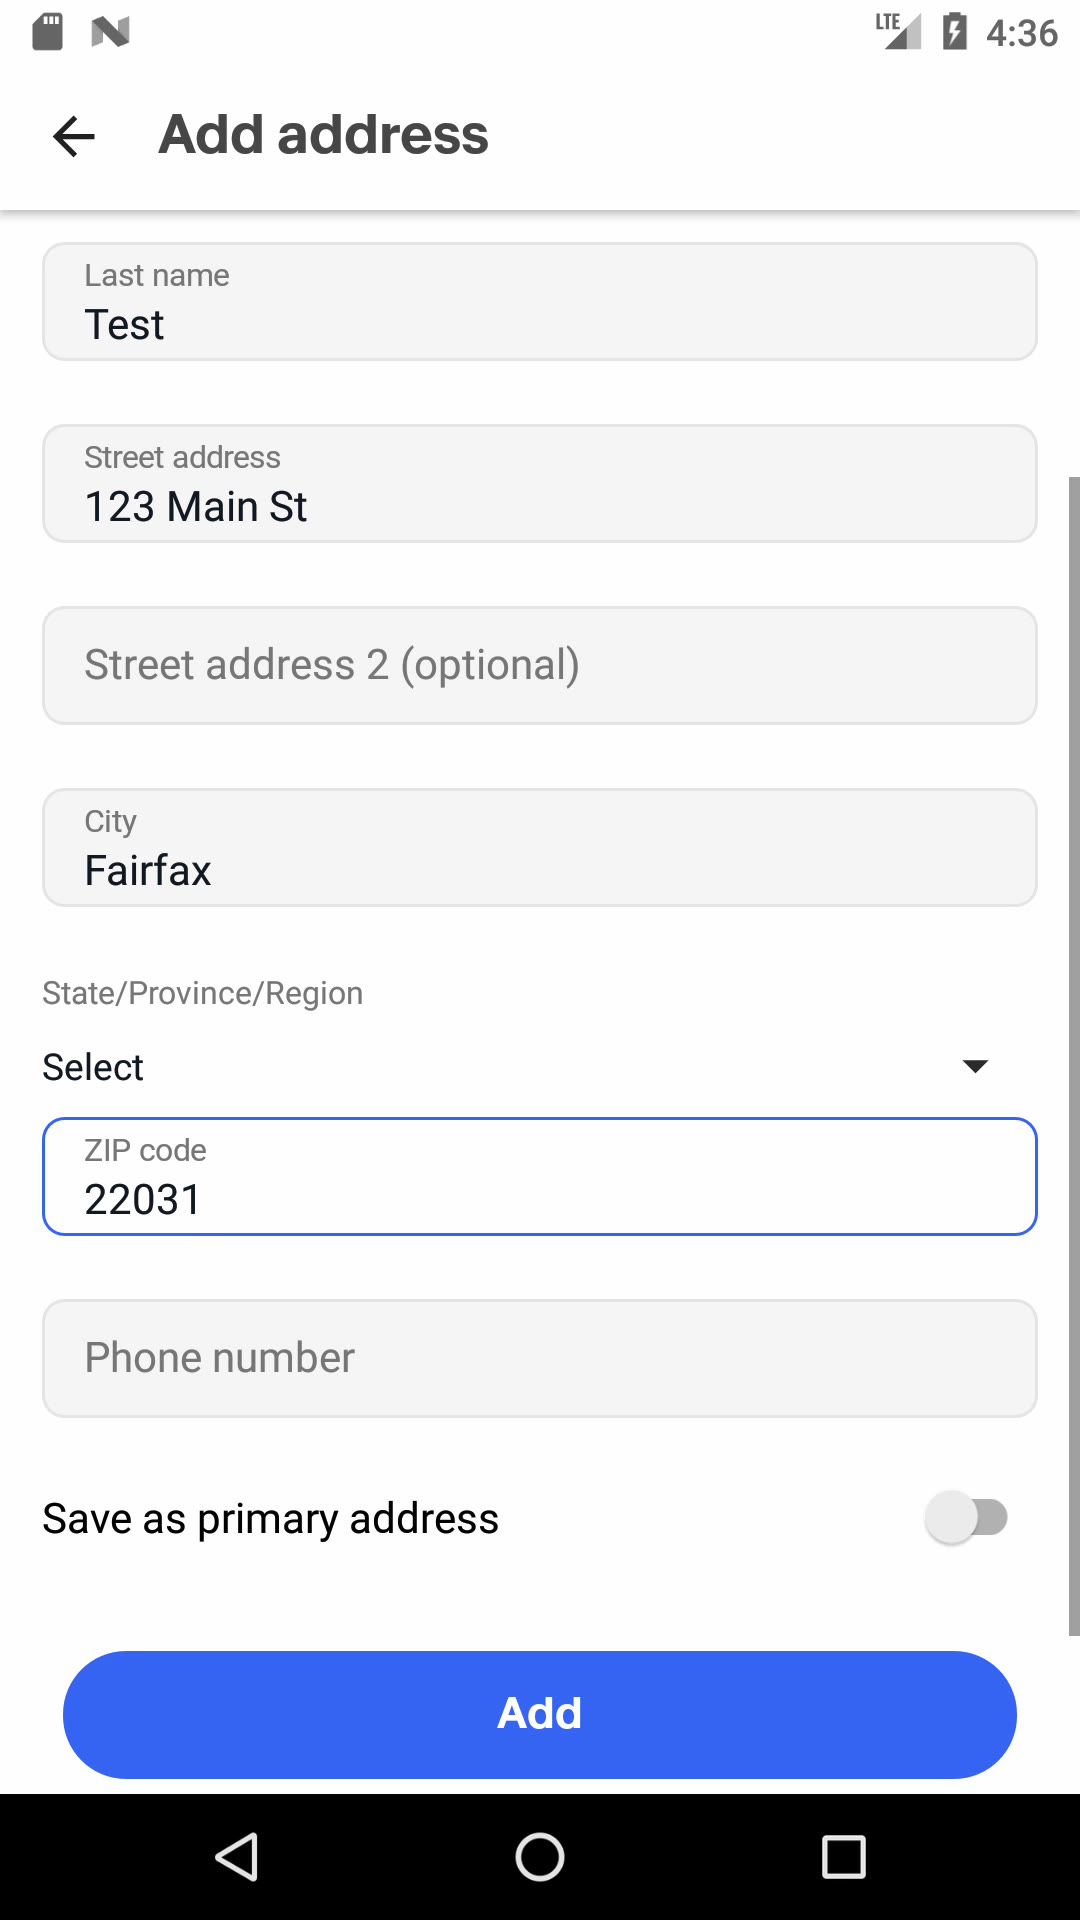 LTE 4:36
Add address
Last name
Test
Street address
123 Main St
Street address 2 (optional)
City
Fairfax
State/Province/Region
Select
ZIP code
22031
Phone number
Save as primary address
Add